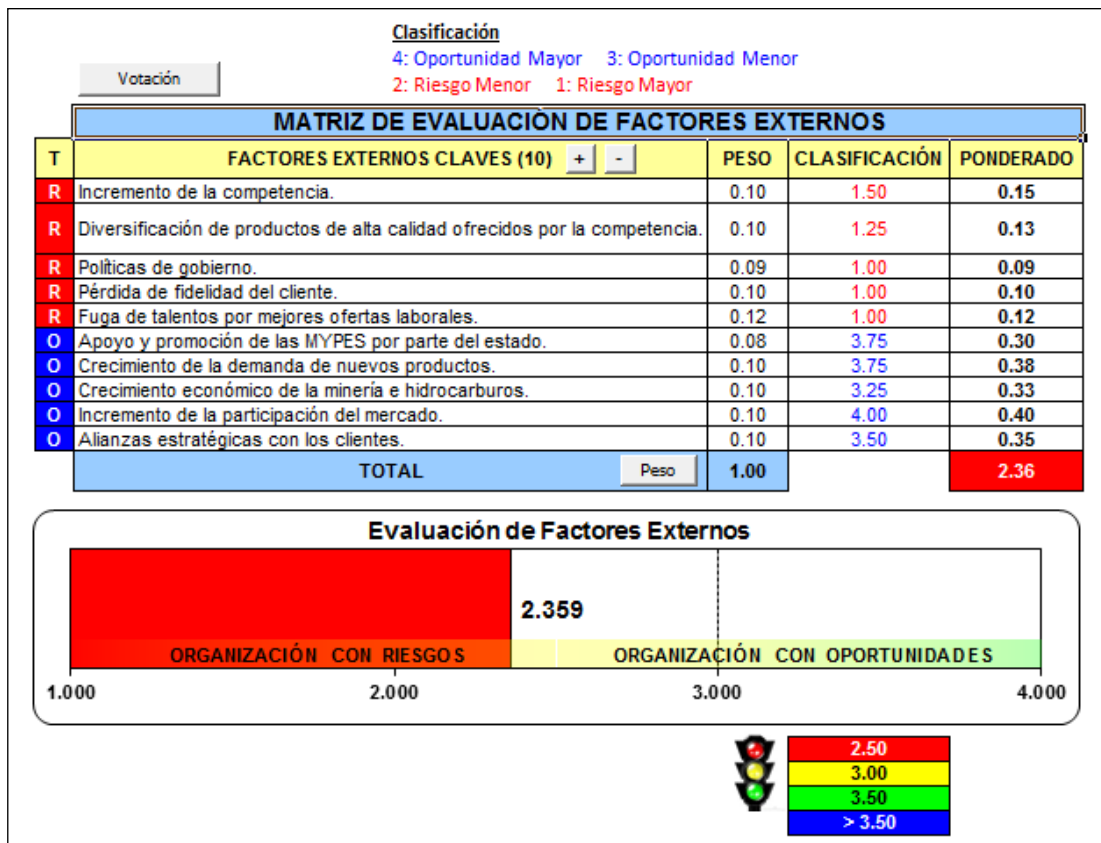 Clasificación
4: Oportunidad Mayor 3: Oportunidad Menor
Votación
2: Riesgo Menor 1: Riesgo Mayor
MATRIZ DE EVALUACIÓN DE FACTORES EXTERNOS
T FACTORES EXTERNOS CLAVES (10) + - PESO CLASIFICACIÓN PONDERADO
R Incremento de la competencia. 0.10 1.50 0.15
R Diversificación de productos de alta calidad ofrecidos por la competencia. 0.10 1.25 0.13
R Políticas de gobierno. 0.09 1.00 0.09
R Pérdida de fidelidad del cliente. 0.10 1.00 0.10
R Fuga de talentos por mejores ofertas laborales. 0.12 1.00 0.12
O Apoyo y promoción de las MYPES por parte del estado. 0.08 3.75 0.30
O Crecimiento de la demanda de nuevos productos. 0.10 3.75 0.38
O Crecimiento económico de la minería e hidrocarburos. 0.10 3.25 0.33
O Incremento de la participación del mercado. 0.10 4.00 0.40
O Alianzas estratégicas con los clientes. 0.10 3.50 0.35
TOTAL Peso 1.00 2.36
Evaluación de Factores Externos
2.359
ORGANIZACIÓN CON RIESGOS ORGANIZACIÓN CON OPORTUNIDADES
1.000 2.000 3.000 4.000
2.50
3.00
3.50
> 3.50